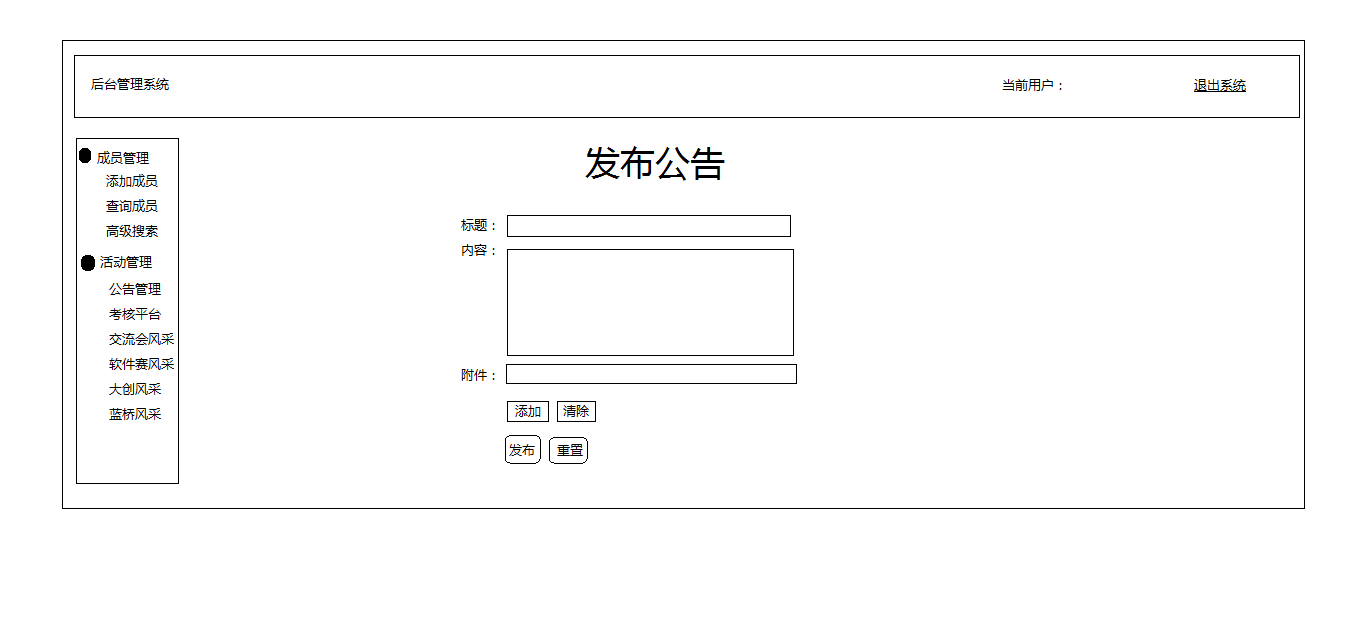 后台管理系统 当前用户： 退出系统
成员管理
添加成员
查询成员
高级搜索
活动管理
公告管理
考核平台
交流会风采
软件赛风采
大创风采
蓝桥风采
发布公告
标题：
内容：
附件：
添加 清除
发布 重置